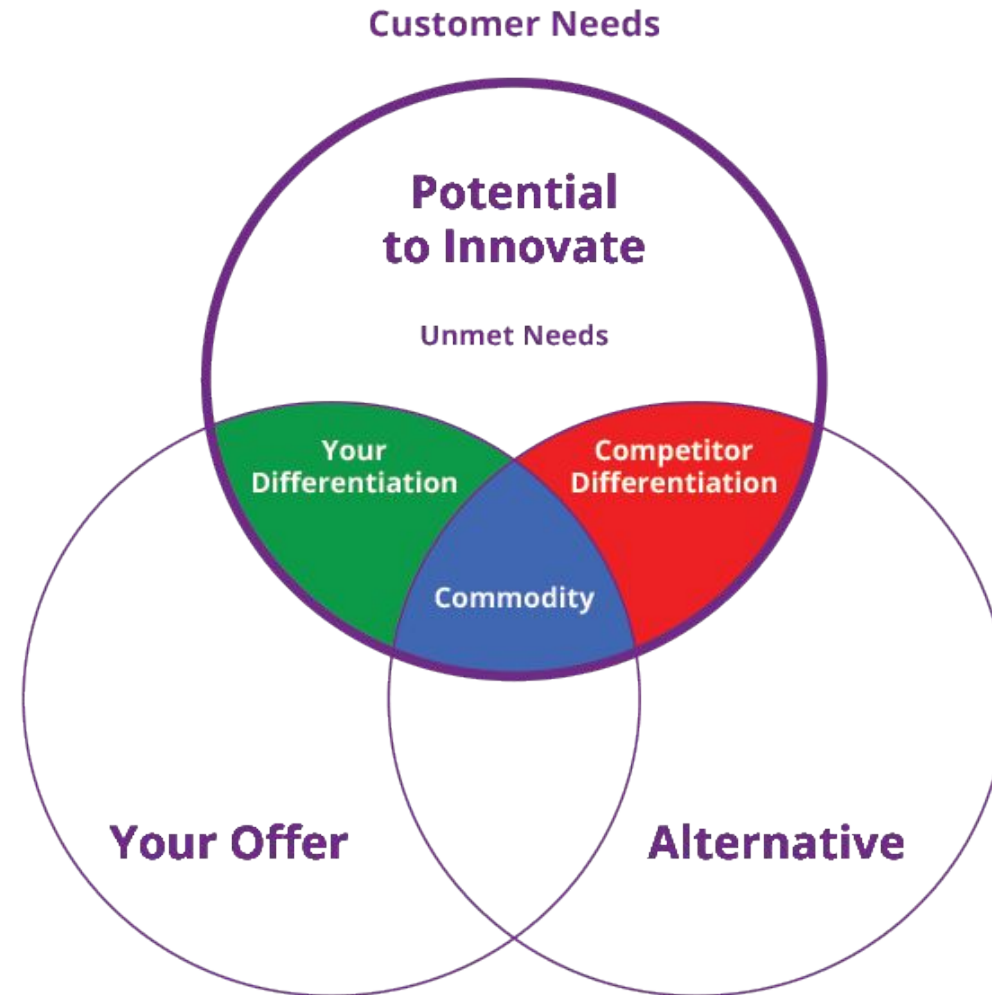 Customer Needs
Potential
to Innovate
Unmet Needs
Your
Differentiation
Competitor
Differentiation
Commodity
Your Offer
Alternative